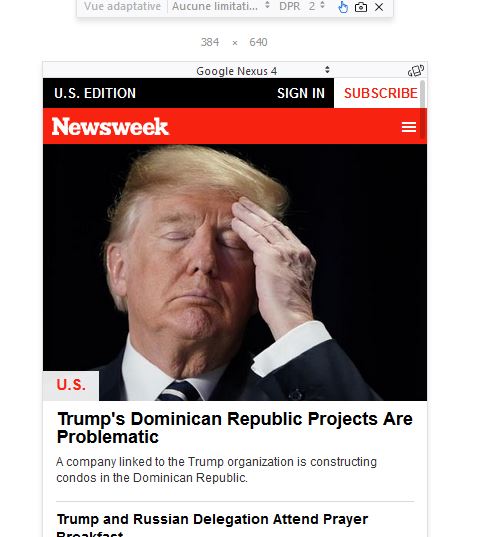 Vue adaptative Aucune limitati... DPR 2
384 × 640
Google Nexus 4
U.S. EDITION SIGN IN SUBSCRIBE
Newsweek
U.S.
Trump's Dominican Republic Projects Are
Problematic
A company linked to the Trump organization is constructing
condos in the Dominican Republic.
Trump and Russian Delegation Attend Prayer
Breakfast